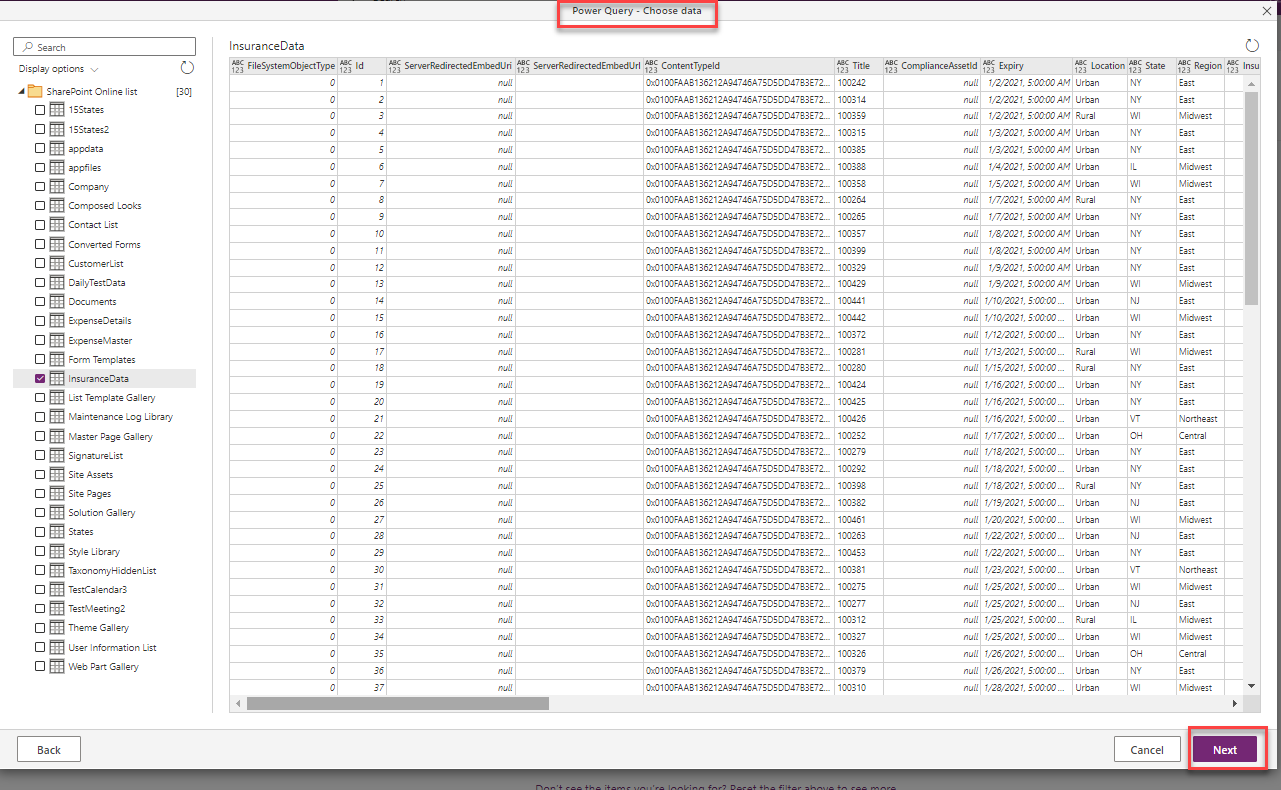 Power Query - Choose data
Search
Display options
SharePoint Online list [30]
15States
15States2
appdata
appfiles
Company
Composed Looks
Contact List
Converted Forms
CustomerList
DailyTestData
Documents
ExpenseDetails
ExpenseMaster
Form Templates
InsuranceData
List Template Gallery
Maintenance Log Library
Master Page Gallery
SignatureList
Site Assets
Site Pages
Solution Gallery
States
Style Library
TaxonomyHiddenList
TestCalendar3
TestMeeting2
Theme Gallery
User Information List
Web Part Gallery
InsuranceData
ABC 123 FileSystemObjectType ABC 123 Id ABC 123 ServerRedirectedEmbedUri ABC 123 ServerRedirectedEmbedUrl ABC 123 ContentTypeId ABC 123 Title ABC 123 ComplianceAssetId ABC 123 Expiry ABC 123 Location ABC 123 State ABC 123 Region ABC 123 Insu
0 1 null 0x0100FAAB136212A94746A75D5DD47B3E72... 100242 null 1/2/2021, 5:00:00 AM Urban NY East
0 2 null 0x0100FAAB136212A94746A75D5DD47B3E72... 100314 null 1/2/2021, 5:00:00 AM Urban NY East
0 3 null 0x0100FAAB136212A94746A75D5DD47B3E72... 100359 null 1/2/2021, 5:00:00 AM Rural WI Midwest
0 4 null 0x0100FAAB136212A94746A75D5DD47B3E72... 100315 null 1/3/2021, 5:00:00 AM Urban NY East
0 5 null 0x0100FAAB136212A94746A75D5DD47B3E72... 100385 null 1/3/2021, 5:00:00 AM Urban NY East
0 6 null 0x0100FAAB136212A94746A75D5DD47B3E72... 100388 null 1/4/2021, 5:00:00 AM Urban IL Midwest
0 7 null 0x0100FAAB136212A94746A75D5DD47B3E72... 100358 null 1/5/2021, 5:00:00 AM Urban WI Midwest
0 8 null 0x0100FAAB136212A94746A75D5DD47B3E72... 100264 null 1/7/2021, 5:00:00 AM Rural NY East
0 9 null 0x0100FAAB136212A94746A75D5DD47B3E72... 100265 null 1/7/2021, 5:00:00 AM Urban NY East
0 10 null 0x0100FAAB136212A94746A75D5DD47B3E72... 100357 null 1/8/2021, 5:00:00 AM Urban NY East
0 11 null 0x0100FAAB136212A94746A75D5DD47B3E72... 100399 null 1/8/2021, 5:00:00 AM Urban NY East
0 12 null 0x0100FAAB136212A94746A75D5DD47B3E72... 100329 null 1/9/2021, 5:00:00 AM Urban NY East
0 13 null 0x0100FAAB136212A94746A75D5DD47B3E72... 100429 null 1/9/2021, 5:00:00 AM Urban WI Midwest
0 14 null 0x0100FAAB136212A94746A75D5DD47B3E72... 100441 null 1/10/2021, 5:00:00 ... Urban NJ East
0 15 null 0x0100FAAB136212A94746A75D5DD47B3E72... 100442 null 1/10/2021, 5:00:00 ... Urban WI Midwest
0 16 null 0x0100FAAB136212A94746A75D5DD47B3E72... 100372 null 1/12/2021, 5:00:00 ... Urban NY East
0 17 null 0x0100FAAB136212A94746A75D5DD47B3E72... 100281 null 1/13/2021, 5:00:00 ... Rural WI Midwest
0 18 null 0x0100FAAB136212A94746A75D5DD47B3E72... 100280 null 1/15/2021, 5:00:00 ... Rural NY East
0 19 null 0x0100FAAB136212A94746A75D5DD47B3E72... 100424 null 1/16/2021, 5:00:00 ... Urban NY East
0 20 null 0x0100FAAB136212A94746A75D5DD47B3E72... 100425 null 1/16/2021, 5:00:00 ... Urban NY East
0 21 null 0x0100FAAB136212A94746A75D5DD47B3E72... 100426 null 1/16/2021, 5:00:00 ... Urban VT Northeast
0 22 null 0x0100FAAB136212A94746A75D5DD47B3E72... 100252 null 1/17/2021, 5:00:00 ... Urban OH Central
0 23 null 0x0100FAAB136212A94746A75D5DD47B3E72... 100279 null 1/18/2021, 5:00:00 ... Urban NY East
0 24 null 0x0100FAAB136212A94746A75D5DD47B3E72... 100292 null 1/18/2021, 5:00:00 ... Urban NY East
0 25 null 0x0100FAAB136212A94746A75D5DD47B3E72... 100398 null 1/18/2021, 5:00:00 ... Rural NY East
0 26 null 0x0100FAAB136212A94746A75D5DD47B3E72... 100382 null 1/19/2021, 5:00:00 ... Urban NJ East
0 27 null 0x0100FAAB136212A94746A75D5DD47B3E72... 100461 null 1/20/2021, 5:00:00 ... Urban WI Midwest
0 28 null 0x0100FAAB136212A94746A75D5DD47B3E72... 100263 null 1/22/2021, 5:00:00 ... Urban NJ East
0 29 null 0x0100FAAB136212A94746A75D5DD47B3E72... 100453 null 1/22/2021, 5:00:00 ... Urban NY East
0 30 null 0x0100FAAB136212A94746A75D5DD47B3E72... 100381 null 1/23/2021, 5:00:00 ... Urban VT Northeast
0 31 null 0x0100FAAB136212A94746A75D5DD47B3E72... 100275 null 1/25/2021, 5:00:00 ... Urban WI Midwest
0 32 null 0x0100FAAB136212A94746A75D5DD47B3E72... 100277 null 1/25/2021, 5:00:00 ... Urban NJ East
0 33 null 0x0100FAAB136212A94746A75D5DD47B3E72... 100312 null 1/25/2021, 5:00:00 ... Rural IL Midwest
0 34 null 0x0100FAAB136212A94746A75D5DD47B3E72... 100327 null 1/25/2021, 5:00:00 ... Urban WI Midwest
0 35 null 0x0100FAAB136212A94746A75D5DD47B3E72... 100326 null 1/26/2021, 5:00:00 ... Urban OH Central
0 36 null 0x0100FAAB136212A94746A75D5DD47B3E72... 100379 null 1/26/2021, 5:00:00 ... Urban NY East
0 37 null 0x0100FAAB136212A94746A75D5DD47B3E72... 100310 null 1/28/2021, 5:00:00 ... Urban WI Midwest
Back
Cancel
Next
Don't see the items you're looking for? Reset the filter above to see more.